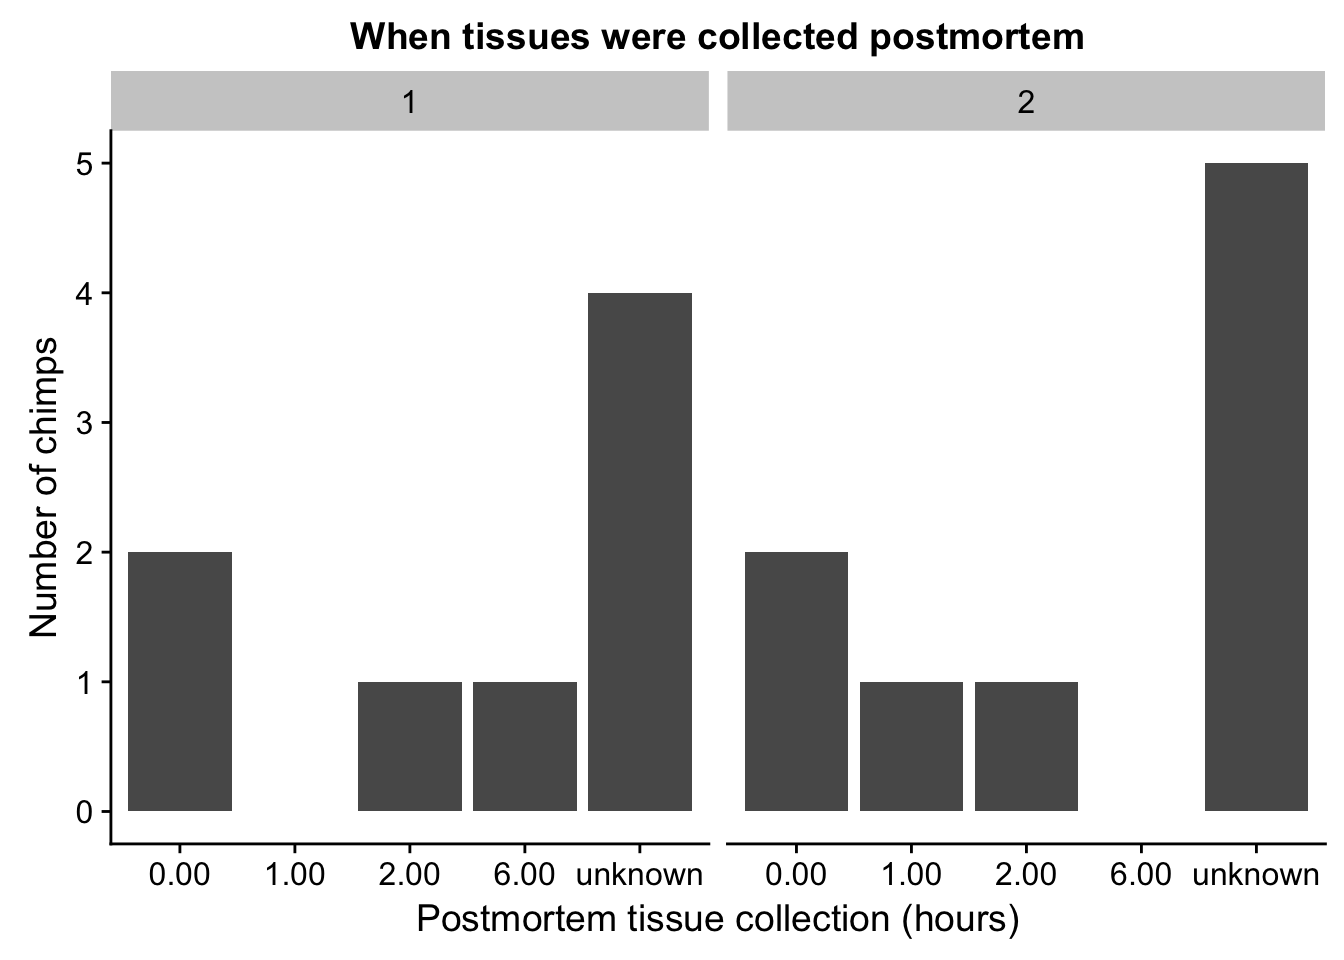 When tissues were collected postmortem
1 2
5
4
3
2
1
0
Number of chimps
0.00 1.00 2.00 6.00 unknown 0.00 1.00 2.00 6.00 unknown
Postmortem tissue collection (hours)